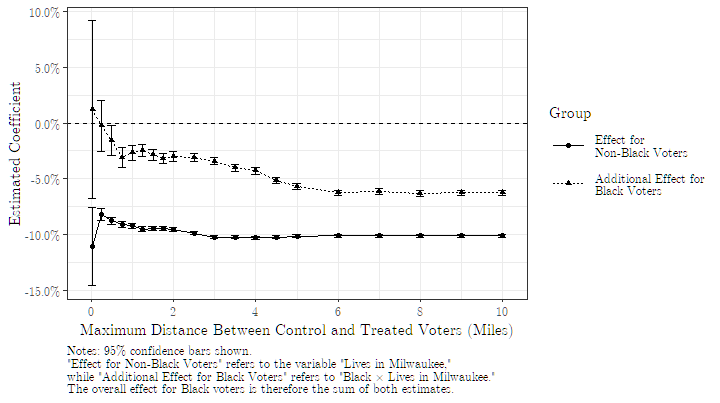 10.0%
5.0%
0.0%
-5.0%
-10.0%
-15.0%
Estimated Coefficient
0
2
4
6
8
10
Maximum Distance Between Control and Treated Voters (Miles)
Group
Effect for
Non-Black Voters
Additional Effect for
Black Voters
Notes: 95% confidence bars shown.
"Effect for Non-Black Voters" refers to the variable "Lives in Milwaukee,"
while "Additional Effect for Black Voters" refers to "Black × Lives in Milwaukee."
The overall effect for Black voters is therefore the sum of both estimates.